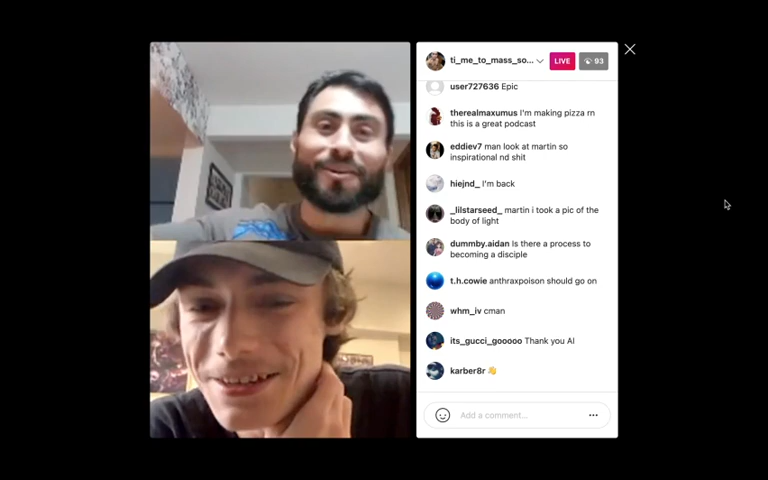 ti_me_to_mass_so...
LIVE
93
user727636 Epic
therealmaxumus I'm making pizza rn
this is a great podcast
eddiev7 man look at martin so
inspirational nd shit
hiejnd_ I'm back
_lilstarseed_ martin i took a pic of the
body of light
dummby.aidan Is there a process to
becoming a disciple
t.h.cowie anthraxpoison should go on
whm_iv cman
its_gucci_gooooo Thank you Al
karber8r 👋
Add a comment...